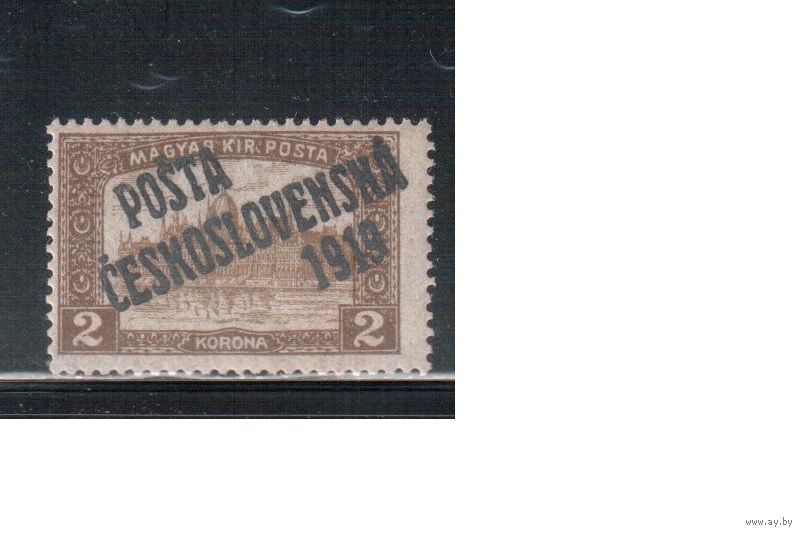 MAGYAR KIR. POSTA
POŠTA
ČESKOSLOVENSKÁ
1919
2 KORONA 2
www.ay.by